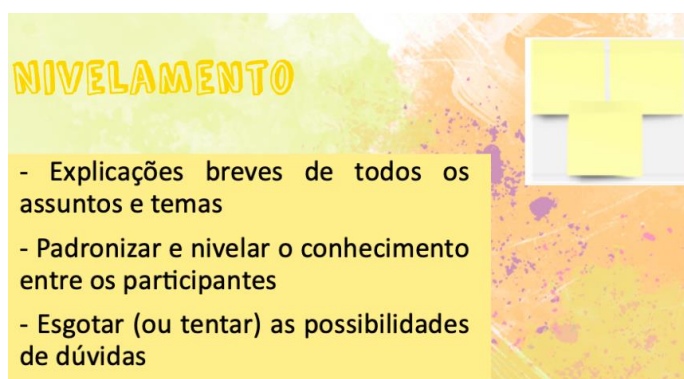 NIVELAMENTO
- Explicações breves de todos os
assuntos e temas
- Padronizar e nivelar o conhecimento
entre os participantes
- Esgotar (ou tentar) as possibilidades
de dúvidas